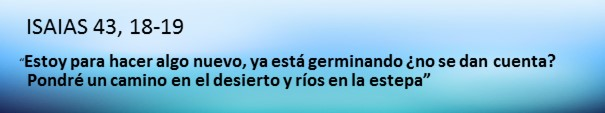 ISAIAS 43, 18-19
“Estoy para hacer algo nuevo, ya está germinando ¿no se dan cuenta?
Pondré un camino en el desierto y ríos en la estepa”